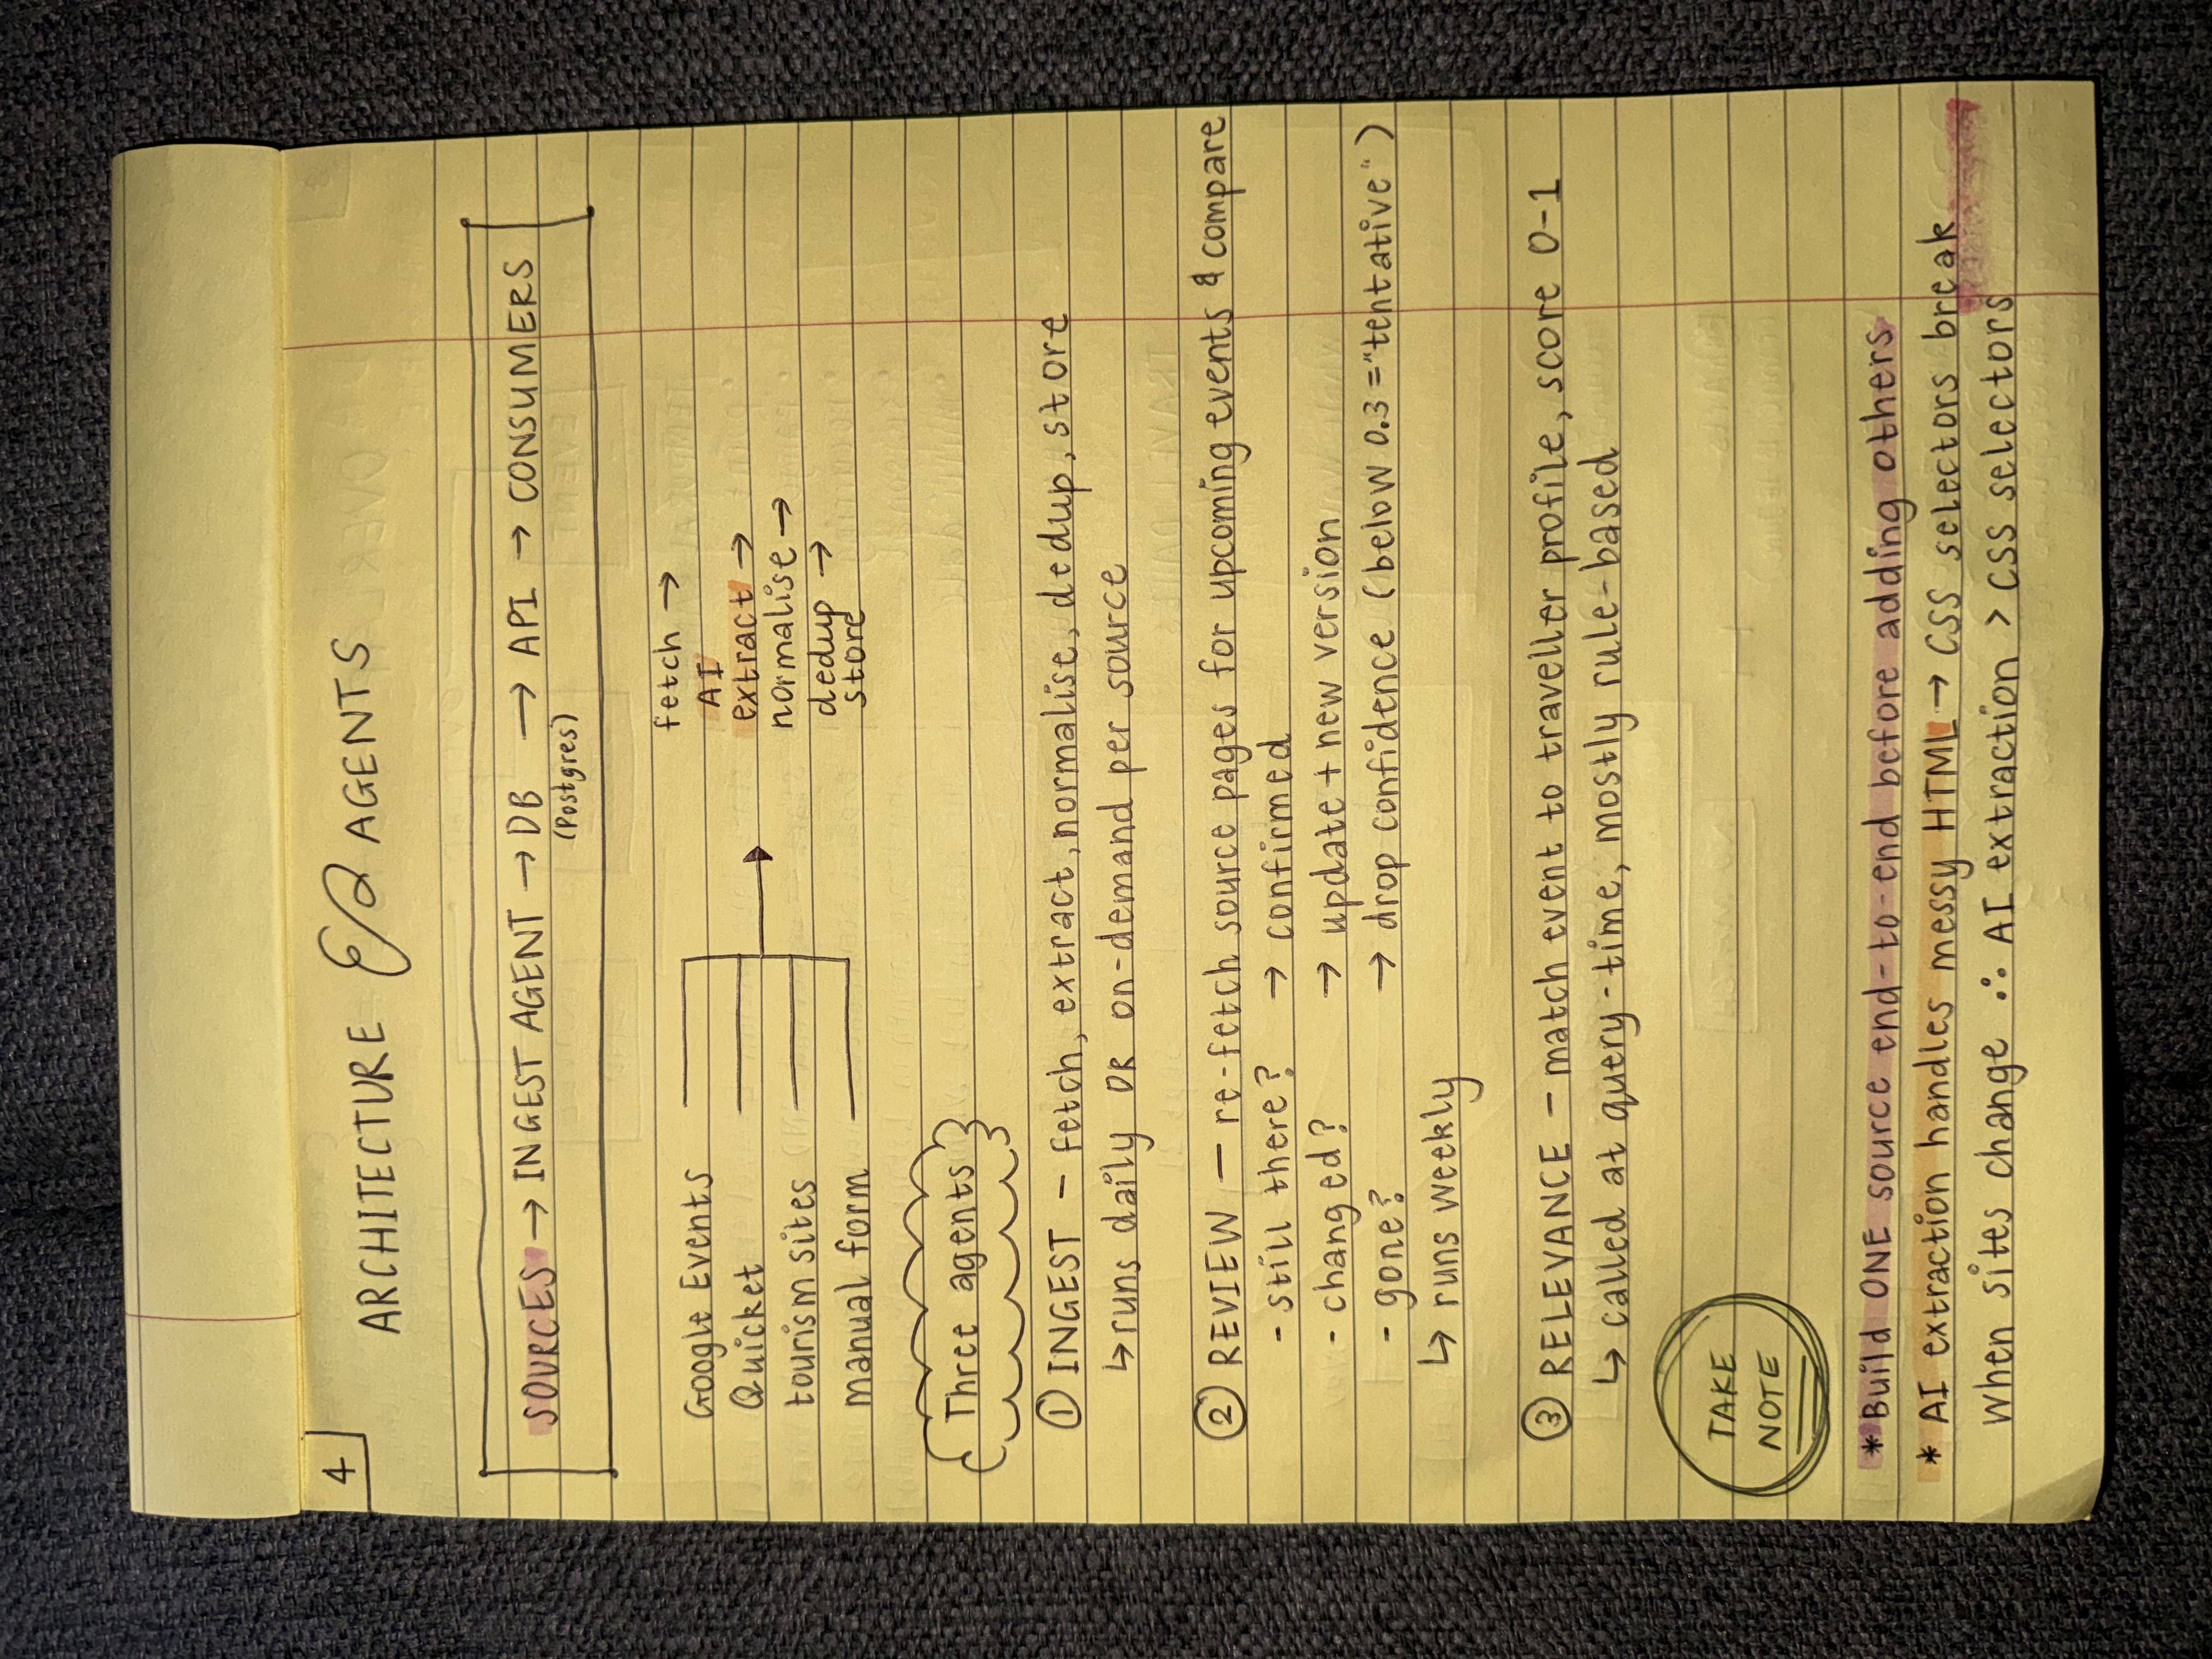 4
ARCHITECTURE & AGENTS
SOURCES → INGEST AGENT → DB → API → CONSUMERS
(Postgres)
Google Events
Quicket
tourism sites
manual form
fetch →
AI
extract →
normalise →
dedup →
store
Three agents
① INGEST – fetch, extract, normalise, dedup, store
↳ runs daily OR on-demand per source
② REVIEW – re-fetch source pages for upcoming events & compare
- still there? → confirmed
- changed? → update + new version
- gone? → drop confidence (below 0.3 = "tentative")
↳ runs weekly
③ RELEVANCE – match event to traveller profile, score 0-1
↳ called at query-time, mostly rule-based
TAKE
NOTE
* Build ONE source end-to-end before adding others
* AI extraction handles messy HTML → CSS selectors break
when sites change ∴ AI extraction > CSS selectors